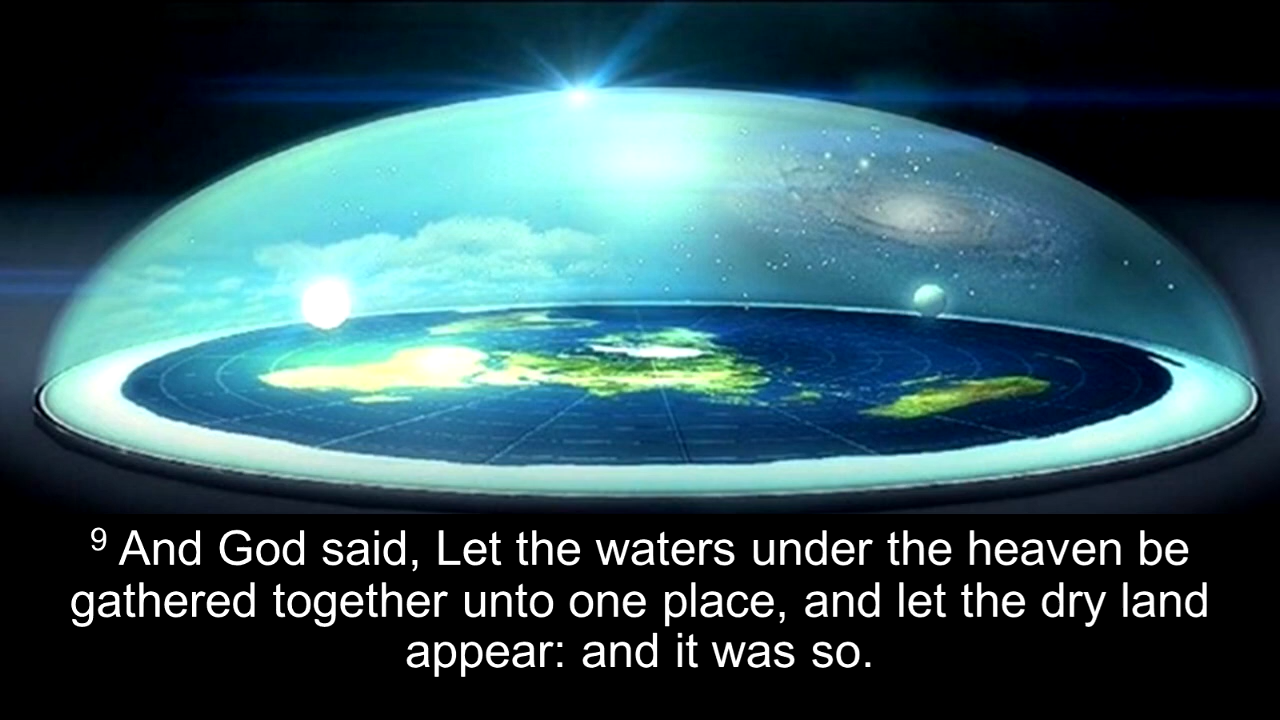 9 And God said, Let the waters under the heaven be
gathered together unto one place, and let the dry land
appear: and it was so.